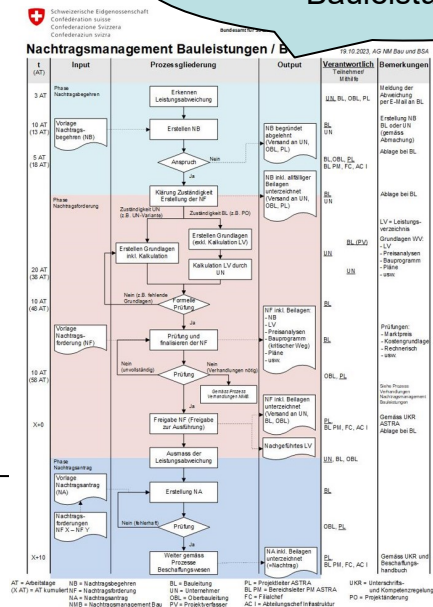 Schweizerische Eidgenossenschaft
Confédération suisse
Confederazione Svizzera
Confederaziun svizra
Bauleistu
Nachtragsmanagement Bauleistungen / B
19.10.2023, AG NM Bau und BSA
t
(AT)
Input
Prozessgliederung
Output
Verantwortlich
Teilnehmer/
Mithilfe
Bemerkungen
Phase
Nachtragsbegehren
3 AT
Erkennen
Leistungsabweichung
UN, BL, OBL, PL
Meldung der
Abweichung
per E-Mail an BL
10 AT
(13 AT)
Vorlage
Nachtrags-
begehren (NB)
Erstellen NB
BL
UN
Erstellung NB
BL oder UN
(gemäss
Abmachung)
NB begründet
abgelehnt
(Versand an UN,
OBL, PL)
5 AT
(18 AT)
Anspruch
Nein
Ja
BL,OBL, PL
BL PM, FC, AC I
Ablage bei BL
Phase
Nachtragsforderung
Klärung Zuständigkeit
Erstellung der NF
NB inkl. allfälliger
Beilagen
unterzeichnet
(Versand an UN,
OBL, PL)
BL
UN
Ablage bei BL
Zuständigkeit UN
(z.B. UN-Variante)
Zuständigkeit BL (z.B. PO)
LV = Leistungs-
verzeichnis
Erstellen Grundlagen
inkl. Kalkulation
Erstellen Grundlagen
(exkl. Kalkulation LV)
BL (PV)
UN
Grundlagen WV:
- LV
- Preisanalysen
- Bauprogramm
- Pläne
- usw.
20 AT
(38 AT)
Kalkulation LV durch
UN
UN
Nein (z.B. fehlende
Grundlagen)
10 AT
(48 AT)
Formelle
Prüfung
BL
Ja
Vorlage
Nachtrags-
forderung (NF)
Prüfung und
finalisieren der NF
NF inkl. Beilagen:
- NB
- LV
- Preisanalysen
- Bauprogramm
(kritischer Weg)
- Pläne
- usw.
BL
Prüfungen:
- Marktpreis
- Kostengrundlage
- Rechnerisch
- usw.
Nein
(unvollständig)
Nein
(Verhandlungen nötig)
10 AT
(58 AT)
Prüfung
OBL, PL
Gemäss Prozess
Verhandlungen NMB
Siehe Prozess
Verhandlungen
Nachtragsmanagement
Bauleistungen
Ja
X+0
Freigabe NF (Freigabe
zur Ausführung)
NF inkl. Beilagen
unterzeichnet
(Versand an UN,
BL, OBL)
PL,
BL PM, FC, AC I
Gemäss UKR
ASTRA
Ablage bei BL
Nachgeführtes LV
Ausmass der
Leistungsabweichung
UN, BL, OBL
Phase
Nachtragsantrag
Vorlage
Nachtragsantrag
(NA)
Erstellung NA
BL
Nachtrags-
forderungen
NF X – NF Y
Nein (fehlerhaft)
Prüfung
OBL, PL
Ja
X+10
Weiter gemäss
Prozess
Beschaffungswesen
NA inkl. Beilagen
unterzeichnet
(=Nachtrag)
PL,
BL PM, FC, AC I
Gemäss UKR und
Beschaffungs-
handbuch
AT = Arbeitstage
(X AT) = AT kumuliert
NB = Nachtragsbegehren
NF = Nachtragsforderung
NA = Nachtragsantrag
NMB = Nachtragsmanagement Bau
BL = Bauleitung
UN = Unternehmer
OBL = Oberbauleitung
PV = Projektverfasser
PL = Projektleiter ASTRA
BL PM = Bereichsleiter PM ASTRA
FC = Filialchef
AC I = Abteilungschef Infrastruktur
UKR = Unterschrifts-
und Kompetenzregelung
PO = Projektänderung